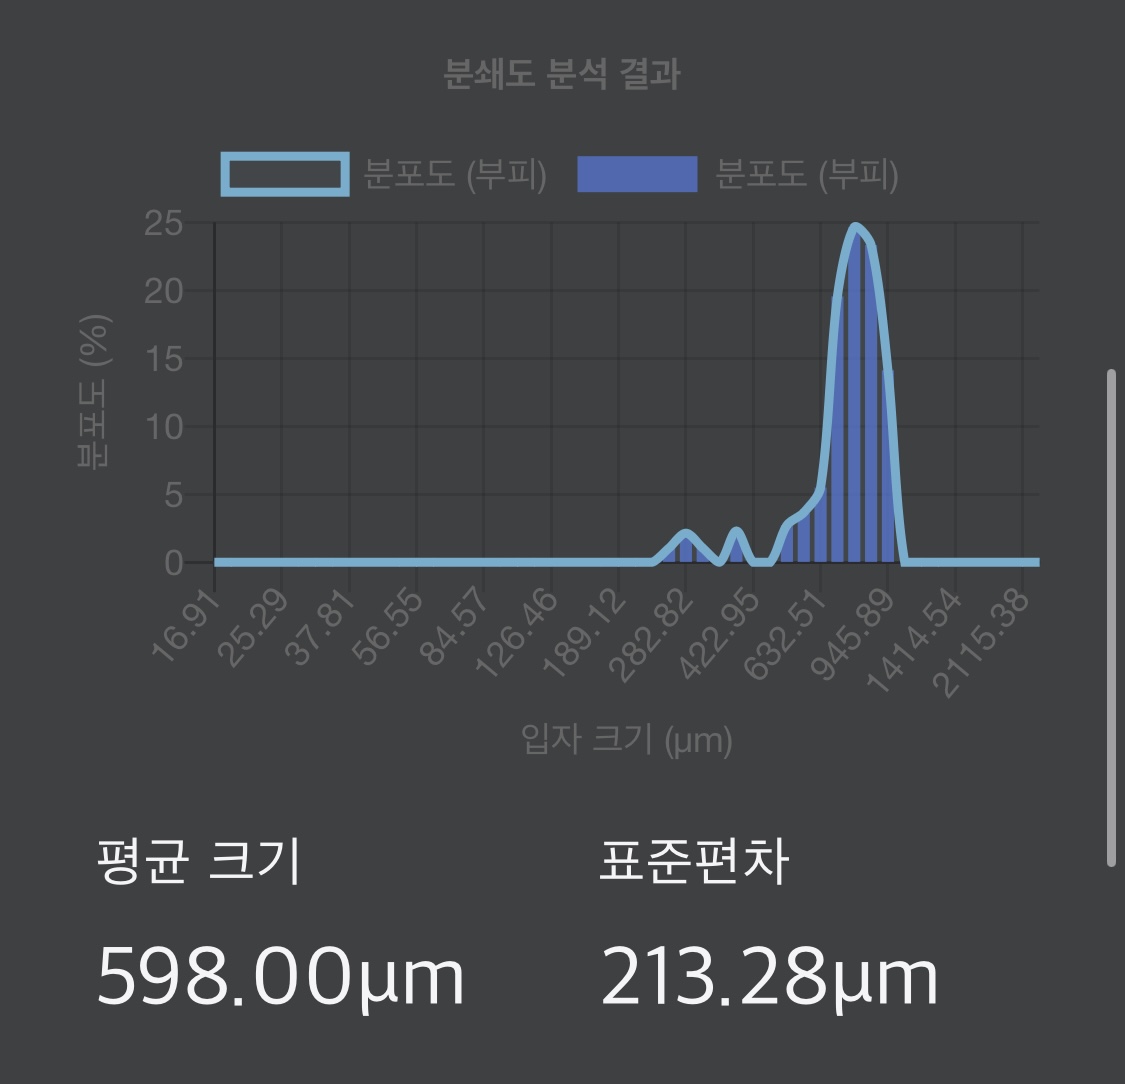 분쇄도 분석 결과
분포도 (부피) 분포도 (부피)
25
20
15
10
5
0
분포도 (%)
16.91 25.29 37.81 56.55 84.57 126.46 189.12 282.82 422.95 632.51 945.89 1414.54 2115.38
입자 크기 (μm)
평균 크기 표준편차
598.00μm 213.28μm